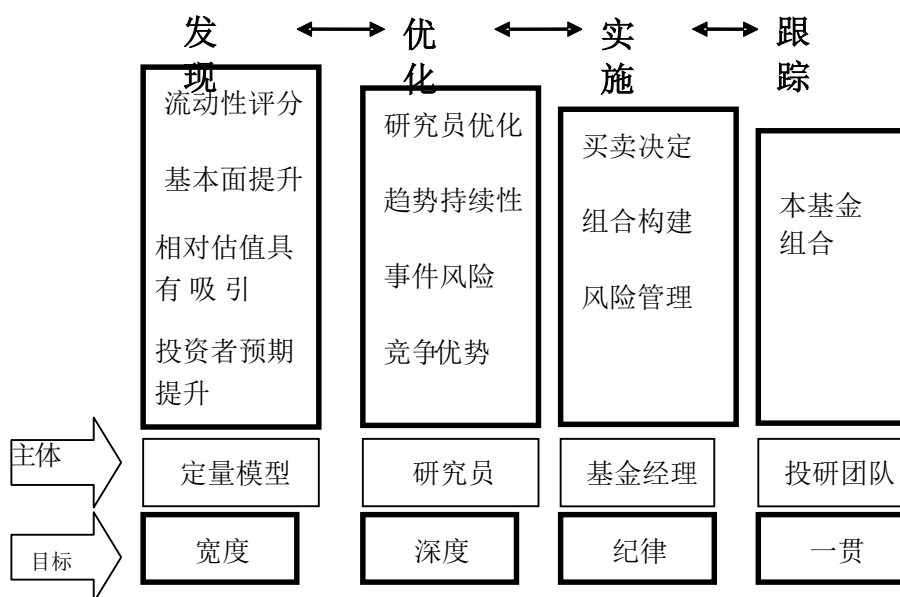 发现
优化
实施
跟踪
流动性评分
基本面提升
相对估值具
有吸引
投资者预期
提升
研究员优化
趋势持续性
事件风险
竞争优势
买卖决定
组合构建
风险管理
本基金
组合
主体
定量模型
研究员
基金经理
投研团队
目标
宽度
深度
纪律
一贯